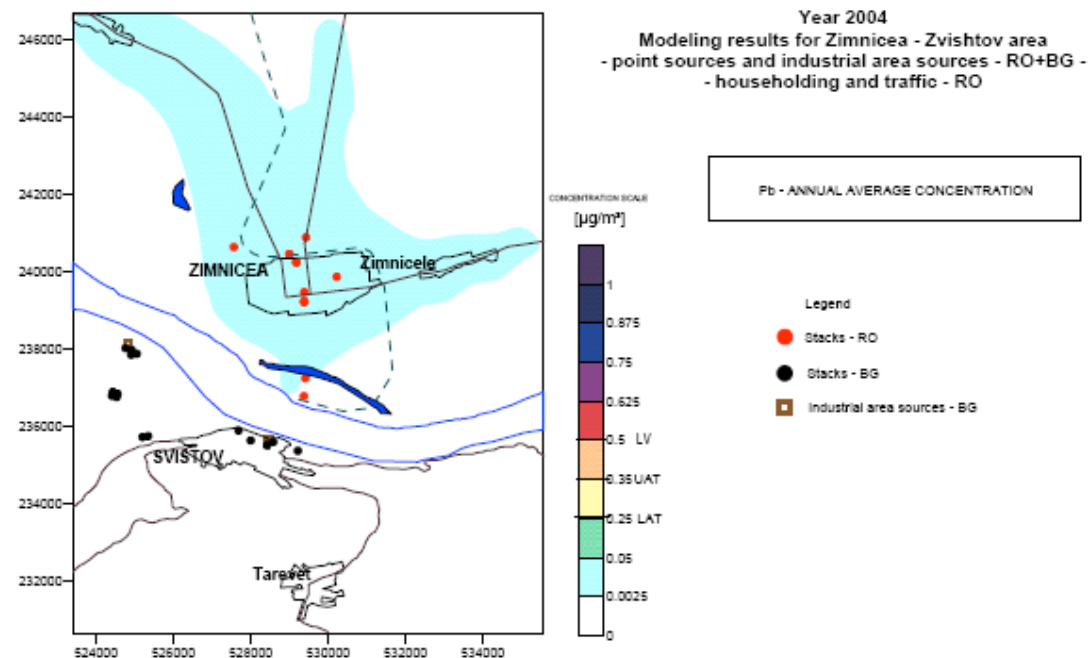 Year 2004
Modeling results for Zimnicea - Zvishtov area
- point sources and industrial area sources - RO+BG -
- householding and traffic - RO
Pb - ANNUAL AVERAGE CONCENTRATION
CONCENTRATION SCALE
[µg/m³]
1
0.875
0.75
0.625
0.5 LV
0.35 UAT
0.25 LAT
0.05
0.0025
0
Legend
Stacks - RO
Stacks - BG
Industrial area sources - BG
246000
244000
242000
240000
238000
236000
234000
232000
ZIMNICEA
Zimnicele
SVISTOV
Tarevet
524000
526000
528000
530000
532000
534000